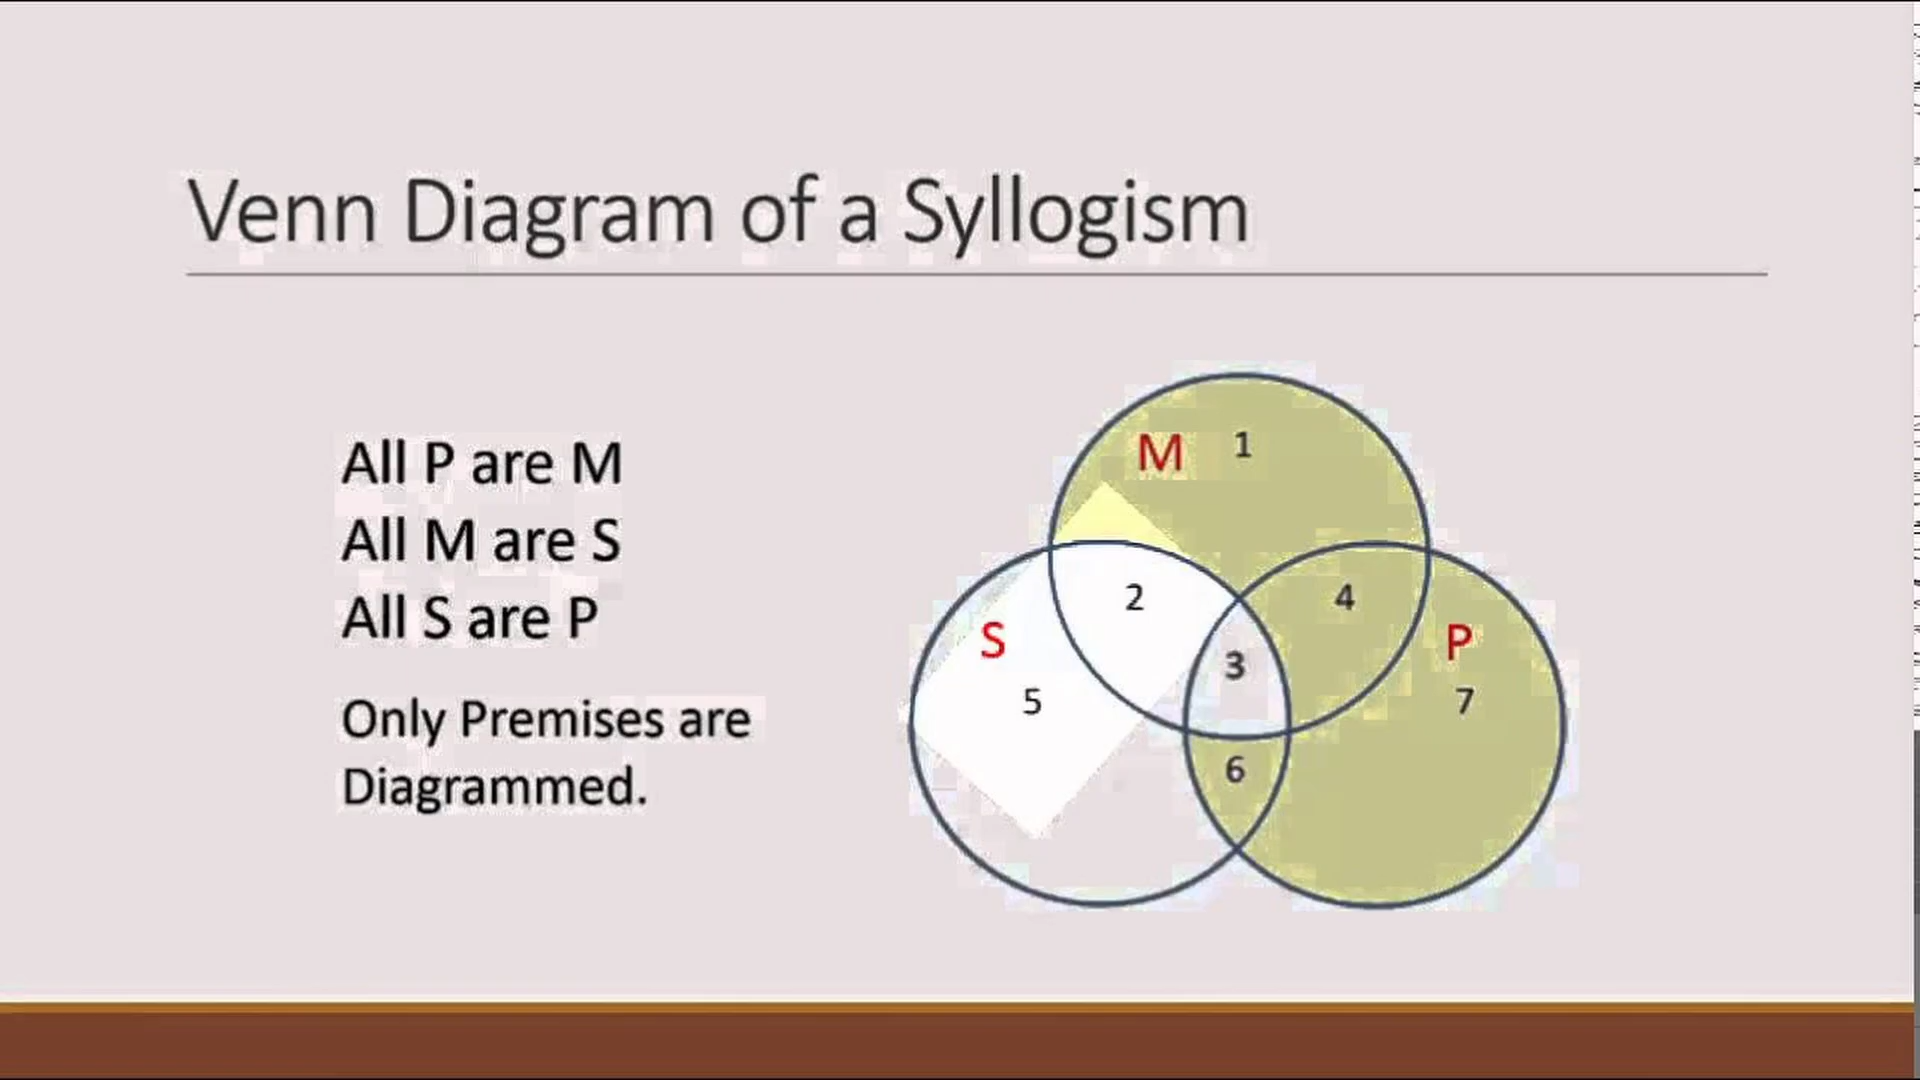 Venn Diagram of a Syllogism
All P are M
All M are S
All S are P
Only Premises are
Diagrammed.
M 1
2 4
S P
3
5 7
6